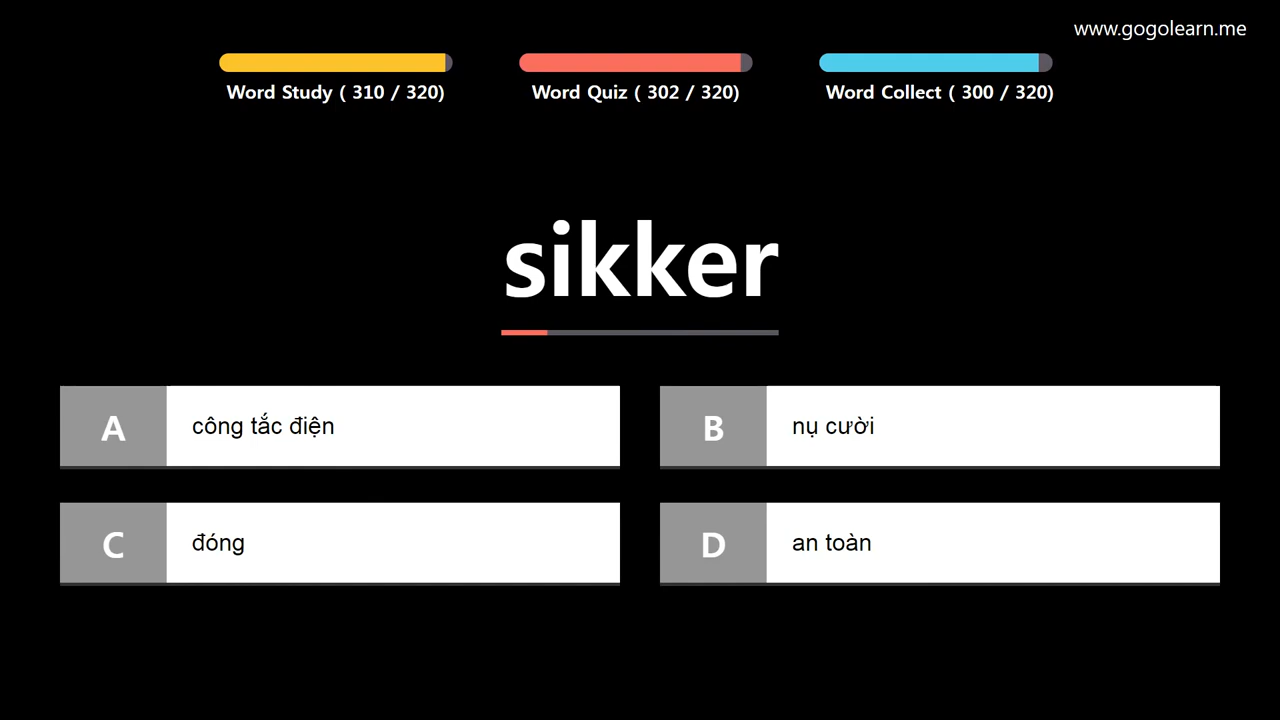 www.gogolearn.me
Word Study ( 310 / 320)
Word Quiz ( 302 / 320)
Word Collect ( 300 / 320)
sikker
A công tắc điện
B nụ cười
C đóng
D an toàn